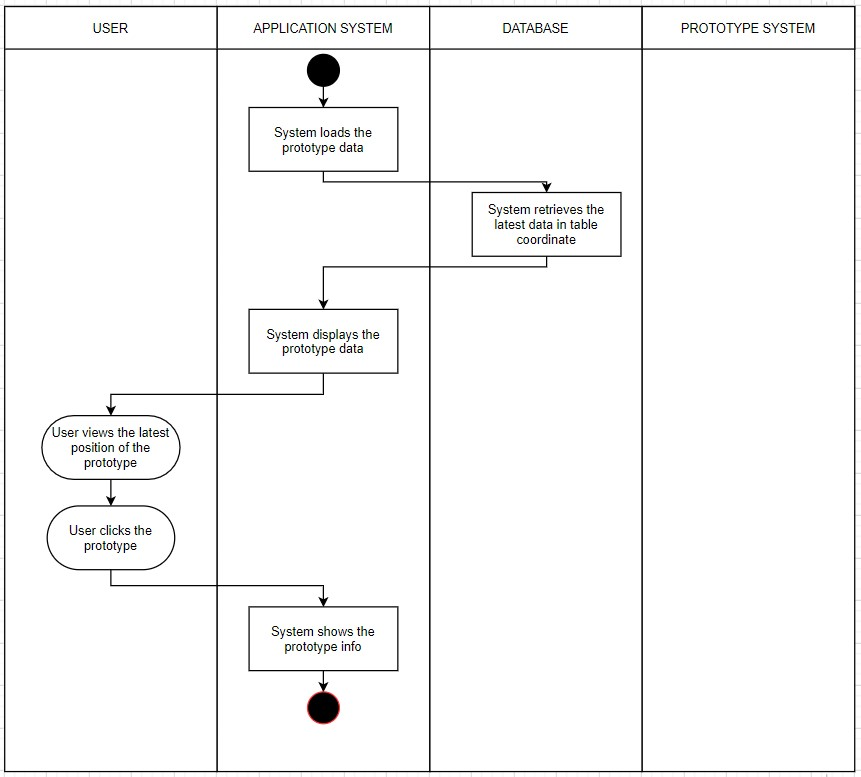 USER
APPLICATION SYSTEM
DATABASE
PROTOTYPE SYSTEM
System loads the
prototype data
System retrieves the
latest data in table
coordinate
System displays the
prototype data
User views the latest
position of the
prototype
User clicks the
prototype
System shows the
prototype info